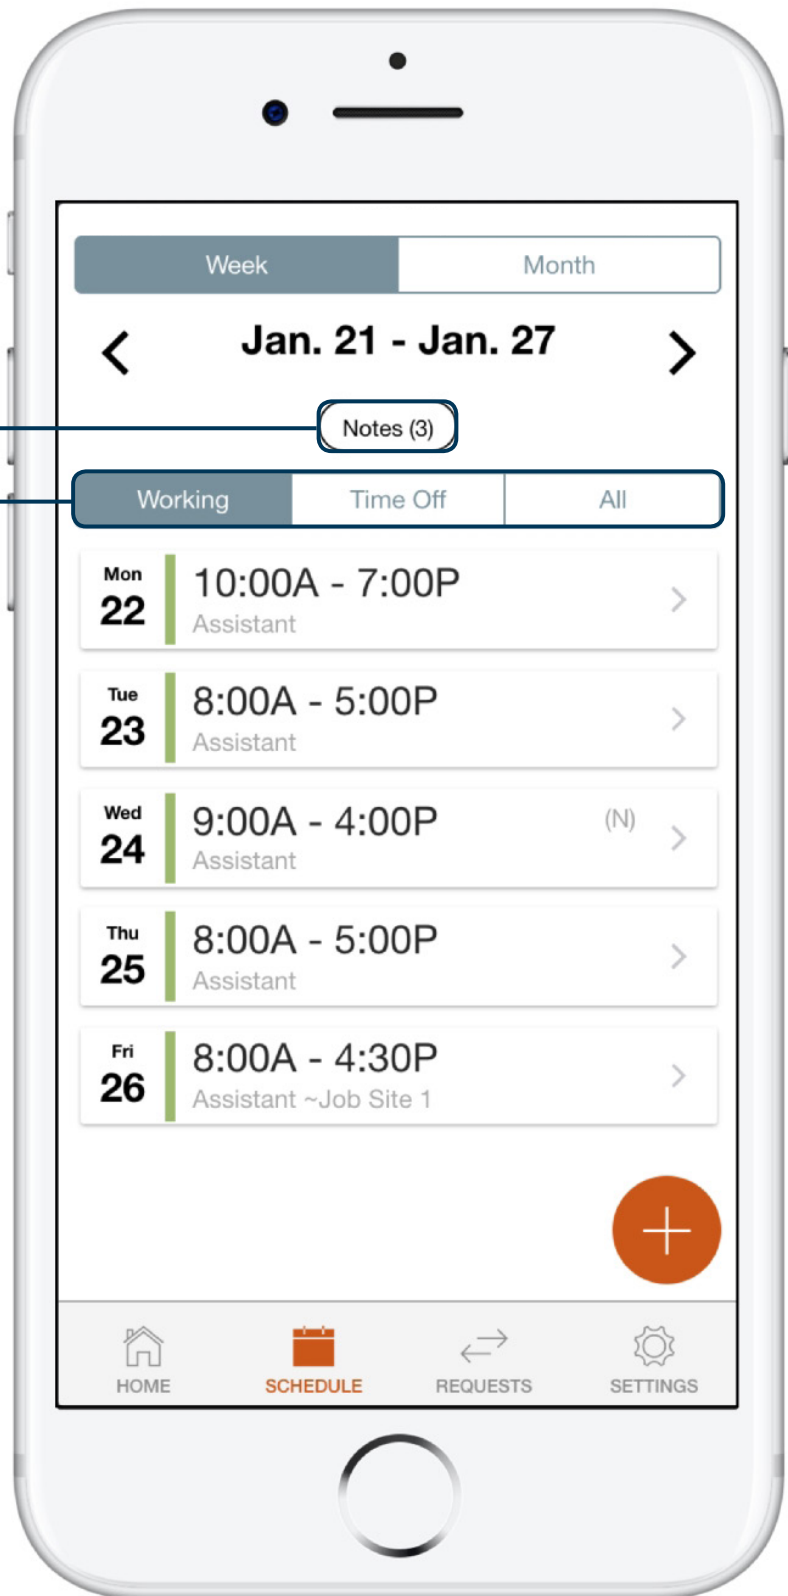 Week Month
Jan. 21 - Jan. 27
Notes (3)
Working Time Off All
Mon
22
10:00A - 7:00P
Assistant
Tue
23
8:00A - 5:00P
Assistant
Wed
24
9:00A - 4:00P (N)
Assistant
Thu
25
8:00A - 5:00P
Assistant
Fri
26
8:00A - 4:30P
Assistant ~Job Site 1
HOME SCHEDULE REQUESTS SETTINGS